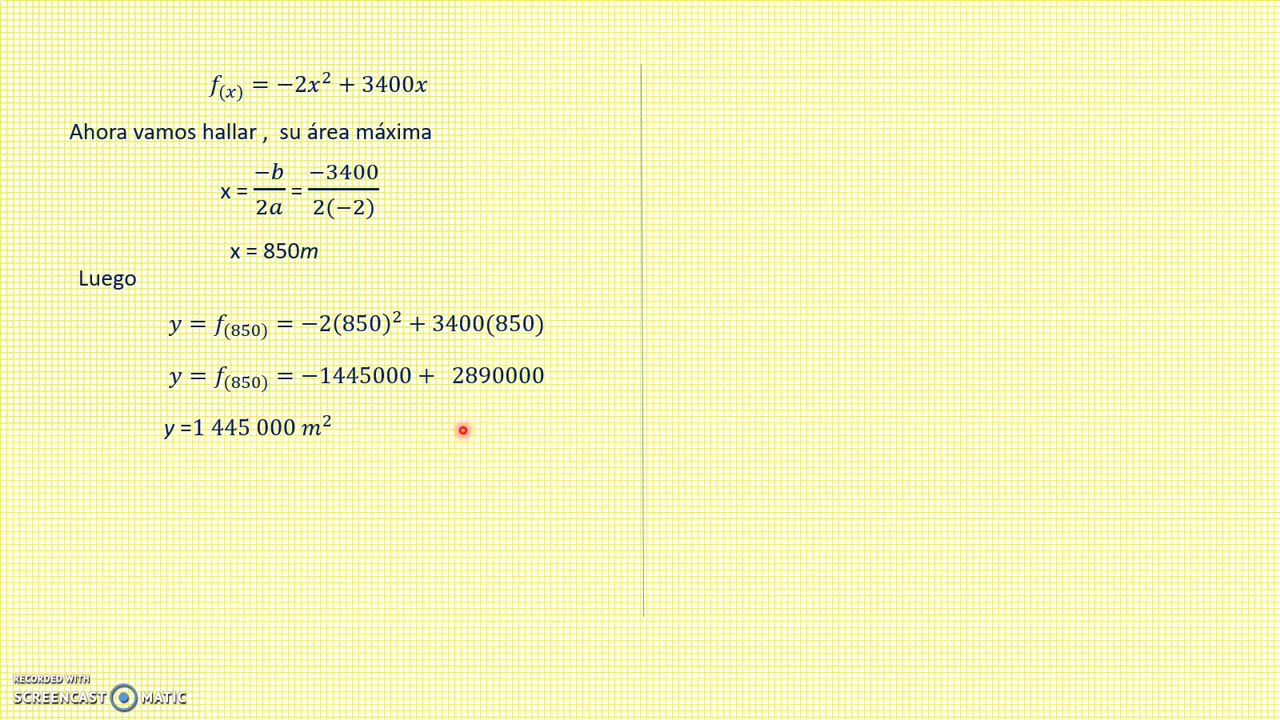 f₍ₓ₎ = −2x² + 3400x
Ahora vamos hallar , su área máxima
x = −b/2a = −3400/2(−2)
x = 850m
Luego
y = f₍₈₅₀₎ = −2(850)² + 3400(850)
y = f₍₈₅₀₎ = −1445000 + 2890000
y =1 445 000 m²
RECORDED WITH
SCREENCAST MATIC